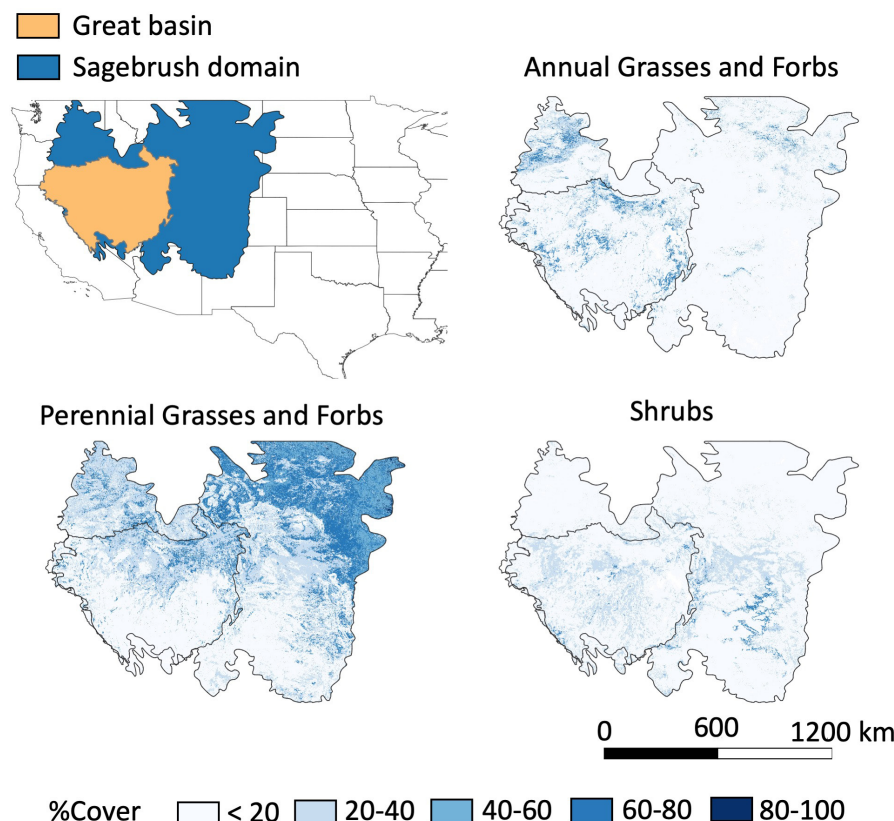 Great basin
Sagebrush domain
Annual Grasses and Forbs
Perennial Grasses and Forbs
Shrubs
0 600 1200 km
%Cover < 20 20-40 40-60 60-80 80-100